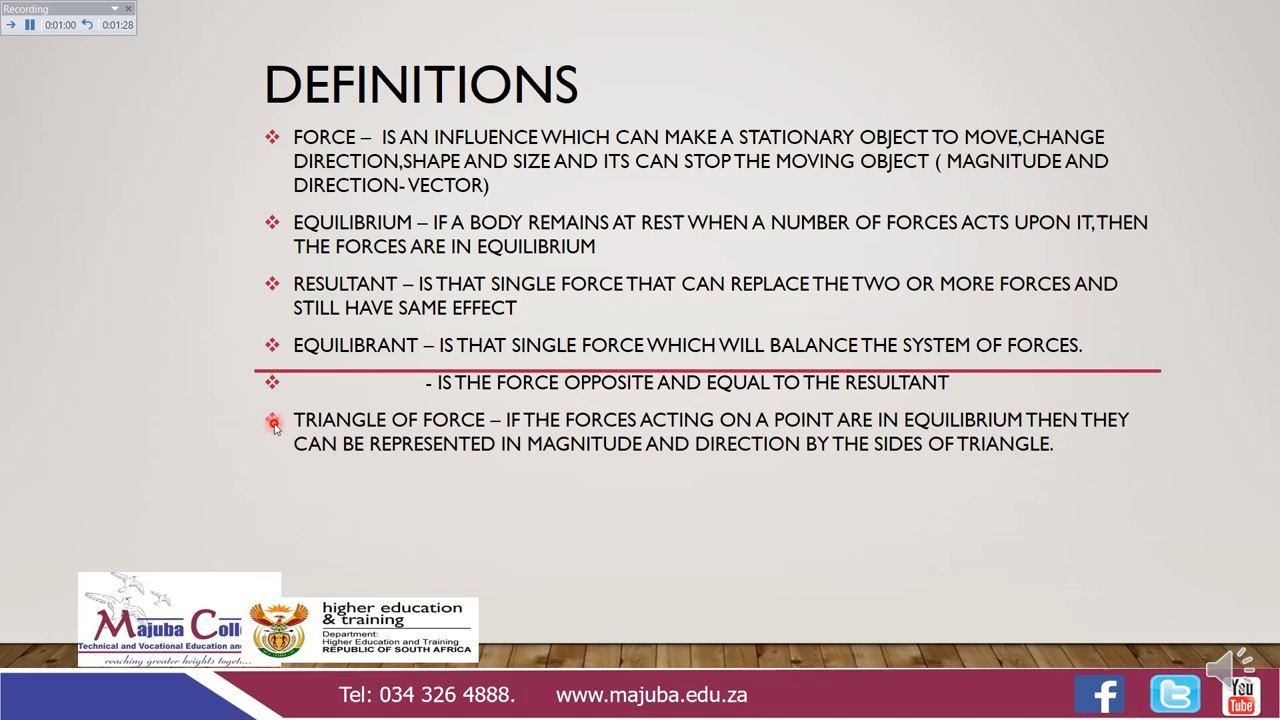 Recording
0:01:00 0:01:28
DEFINITIONS
❖ FORCE – IS AN INFLUENCE WHICH CAN MAKE A STATIONARY OBJECT TO MOVE,CHANGE
DIRECTION,SHAPE AND SIZE AND ITS CAN STOP THE MOVING OBJECT ( MAGNITUDE AND
DIRECTION- VECTOR)
❖ EQUILIBRIUM – IF A BODY REMAINS AT REST WHEN A NUMBER OF FORCES ACTS UPON IT,THEN
THE FORCES ARE IN EQUILIBRIUM
❖ RESULTANT – IS THAT SINGLE FORCE THAT CAN REPLACE THE TWO OR MORE FORCES AND
STILL HAVE SAME EFFECT
❖ EQUILIBRANT – IS THAT SINGLE FORCE WHICH WILL BALANCE THE SYSTEM OF FORCES.
❖ - IS THE FORCE OPPOSITE AND EQUAL TO THE RESULTANT
❖ TRIANGLE OF FORCE – IF THE FORCES ACTING ON A POINT ARE IN EQUILIBRIUM THEN THEY
CAN BE REPRESENTED IN MAGNITUDE AND DIRECTION BY THE SIDES OF TRIANGLE.
Majuba Coll
Technical and Vocational Education an
reaching greater heights toget...
higher education
& training
Department:
Higher Education and Training
REPUBLIC OF SOUTH AFRICA
Tel: 034 326 4888. www.majuba.edu.za
You
Tube